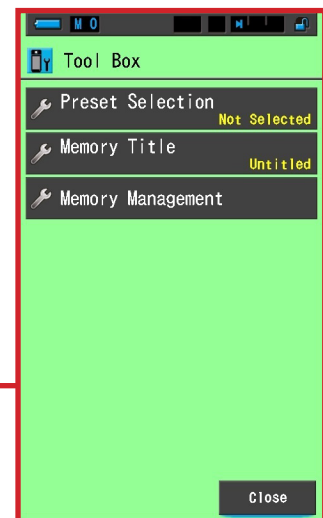 M 0
Tool Box
Preset Selection
Not Selected
Memory Title
Untitled
Memory Management
Close